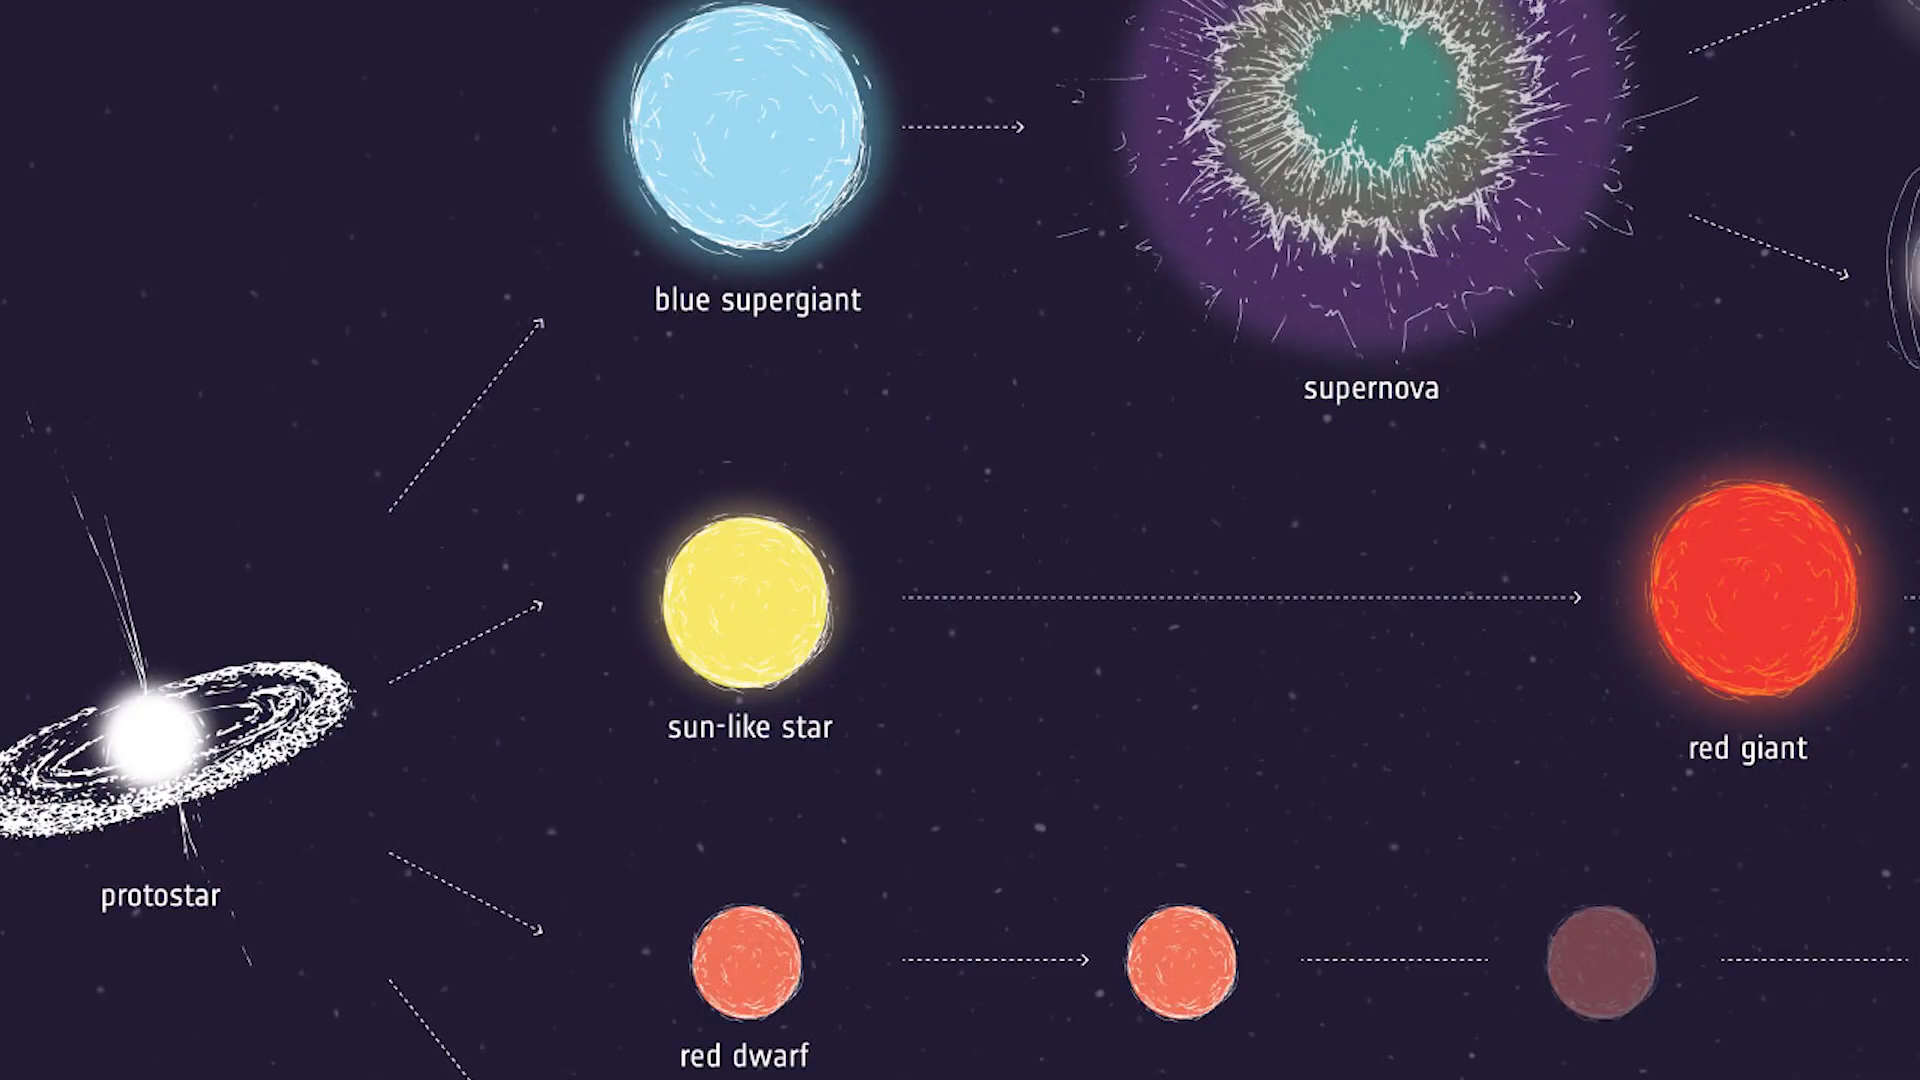 blue supergiant
supernova
sun-like star
red giant
protostar
red dwarf